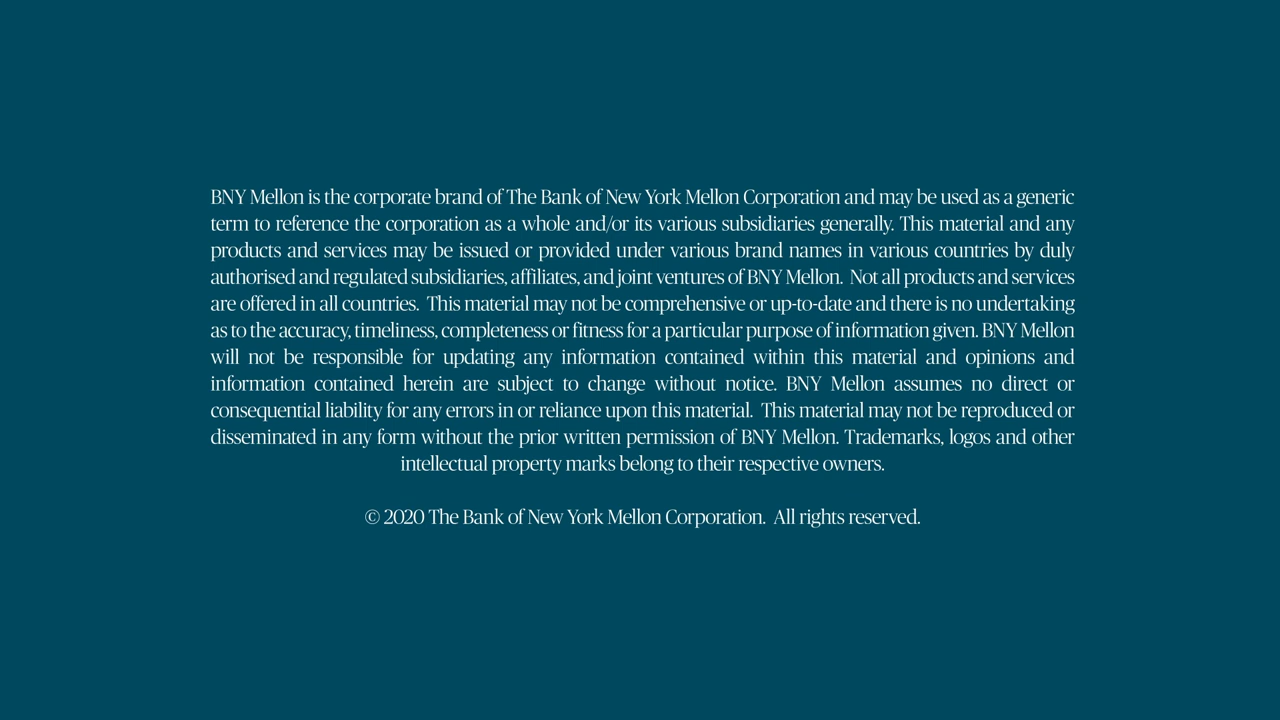 BNY Mellon is the corporate brand of The Bank of New York Mellon Corporation and may be used as a generic
term to reference the corporation as a whole and/or its various subsidiaries generally. This material and any
products and services may be issued or provided under various brand names in various countries by duly
authorised and regulated subsidiaries, affiliates, and joint ventures of BNY Mellon.  Not all products and services
are offered in all countries.  This material may not be comprehensive or up-to-date and there is no undertaking
as to the accuracy, timeliness, completeness or fitness for a particular purpose of information given. BNY Mellon
will not be responsible for updating any information contained within this material and opinions and
information contained herein are subject to change without notice. BNY Mellon assumes no direct or
consequential liability for any errors in or reliance upon this material.  This material may not be reproduced or
disseminated in any form without the prior written permission of BNY Mellon. Trademarks, logos and other
intellectual property marks belong to their respective owners.
© 2020 The Bank of New York Mellon Corporation.  All rights reserved.